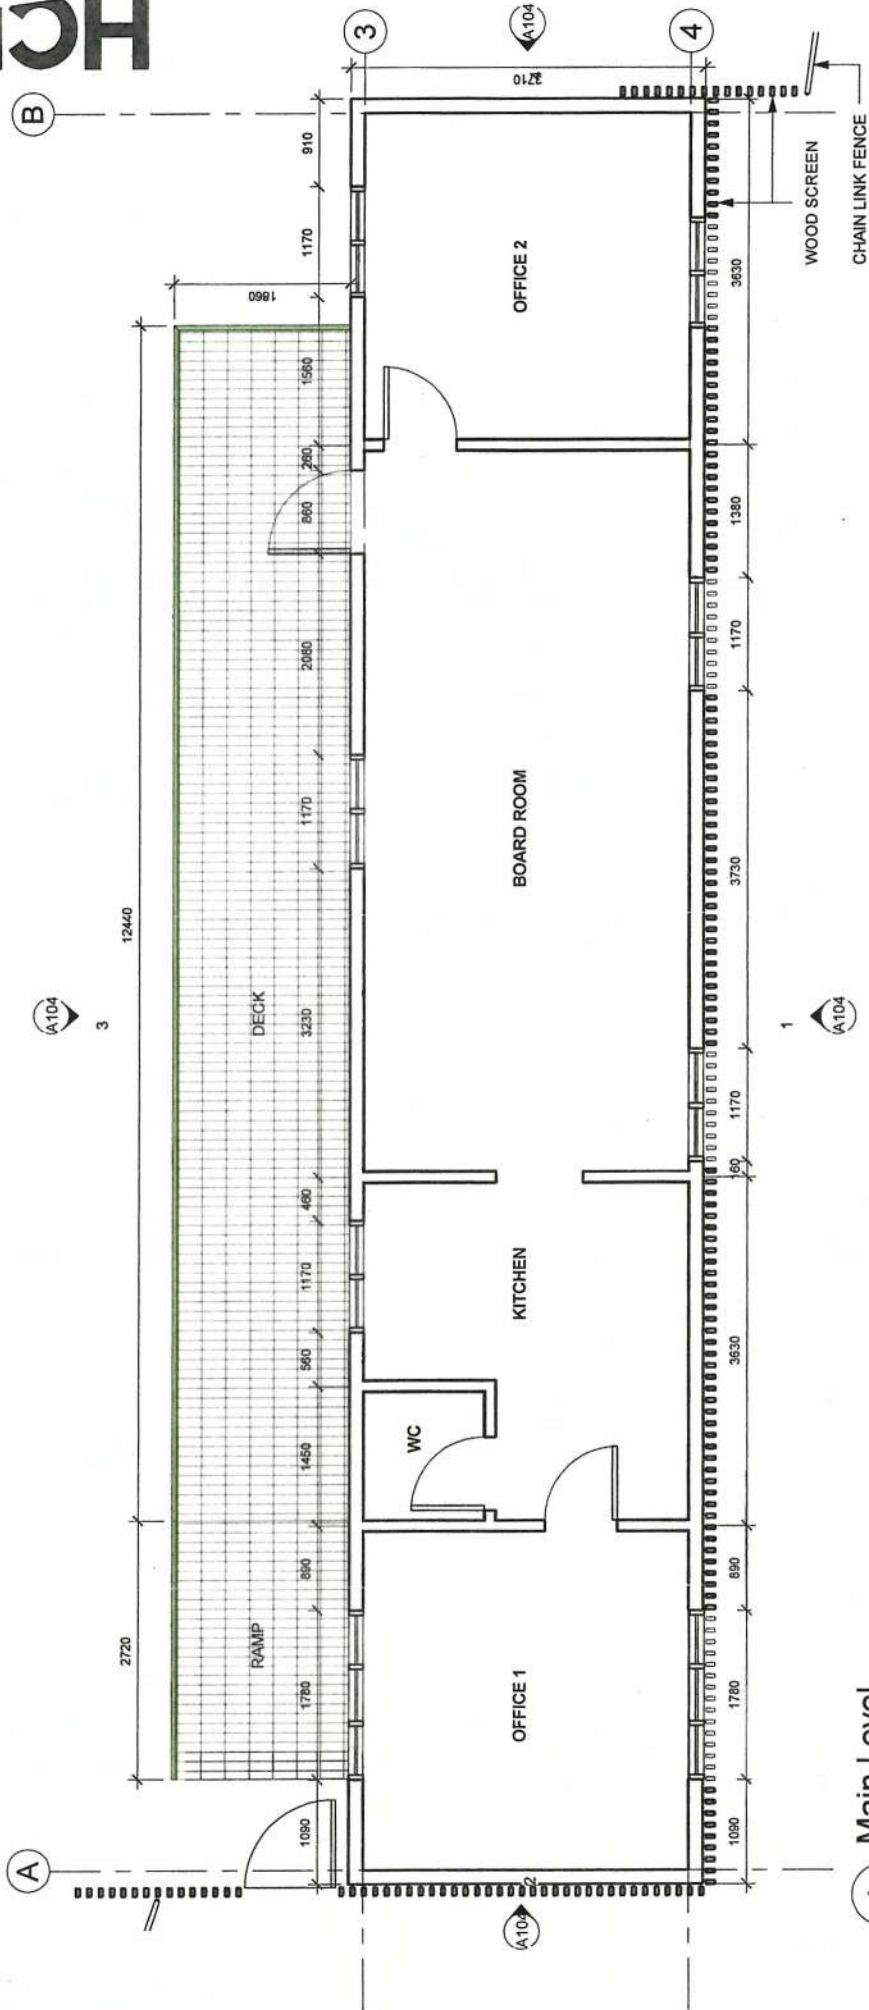 B
3
A104
4
3710
910
1170
1860
1560
260
860
2080
1170
3230
460
1170
560
1450
890
1780
1090
12440
2720
A104
3
DECK
RAMP
OFFICE 2
BOARD ROOM
KITCHEN
WC
OFFICE 1
WOOD SCREEN
CHAIN LINK FENCE
3630
1380
1170
3730
1170
160
3630
890
1780
1090
1
A104
A
2
A104
Main Level